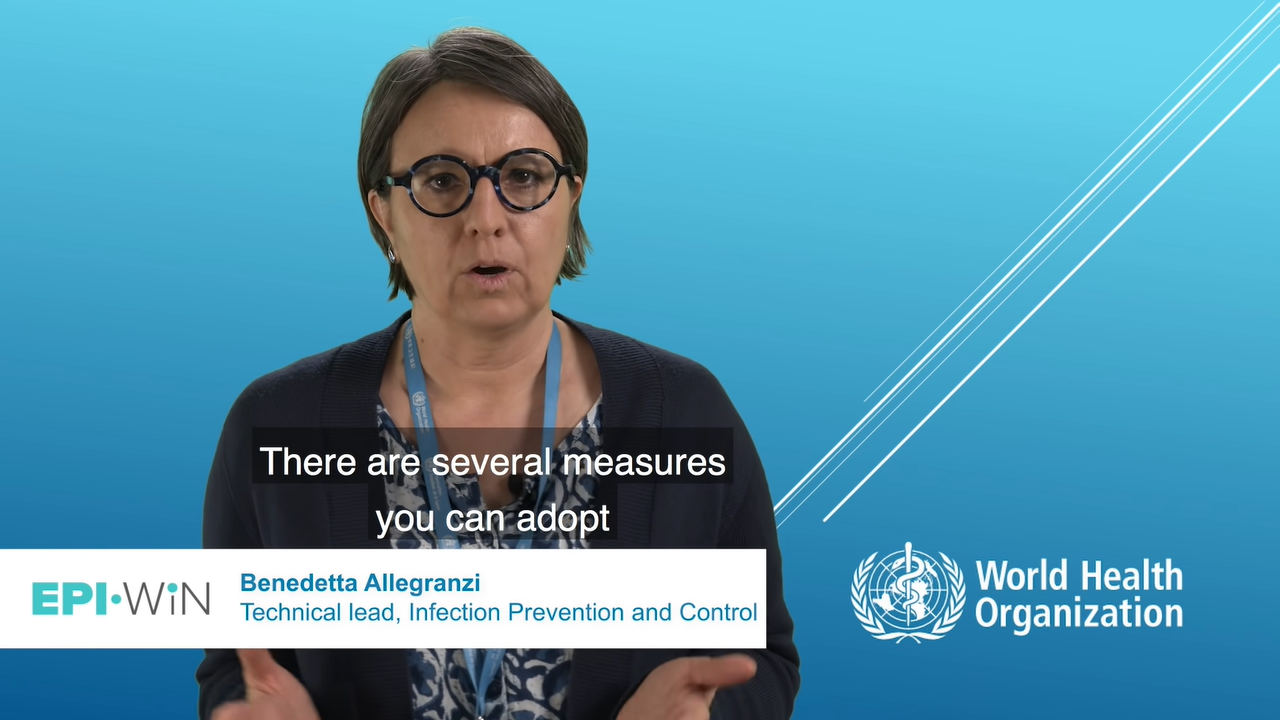 There are several measures
you can adopt
EPI·WiN
Benedetta Allegranzi
Technical lead, Infection Prevention and Control
World Health
Organization